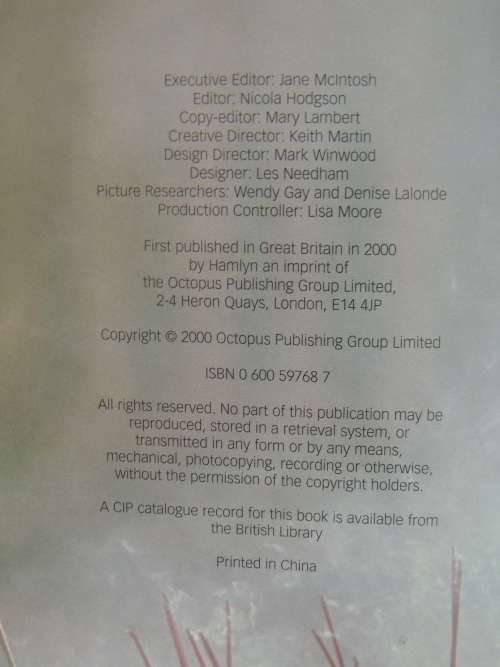 Executive Editor: Jane McIntosh
Editor: Nicola Hodgson
Copy-editor: Mary Lambert
Creative Director: Keith Martin
Design Director: Mark Winwood
Designer: Les Needham
Picture Researchers: Wendy Gay and Denise Lalonde
Production Controller: Lisa Moore
First published in Great Britain in 2000
by Hamlyn an imprint of
the Octopus Publishing Group Limited,
2-4 Heron Quays, London, E14 4JP
Copyright © 2000 Octopus Publishing Group Limited
ISBN 0 600 59768 7
All rights reserved. No part of this publication may be
reproduced, stored in a retrieval system, or
transmitted in any form or by any means,
mechanical, photocopying, recording or otherwise,
without the permission of the copyright holders.
A CIP catalogue record for this book is available from
the British Library
Printed in China